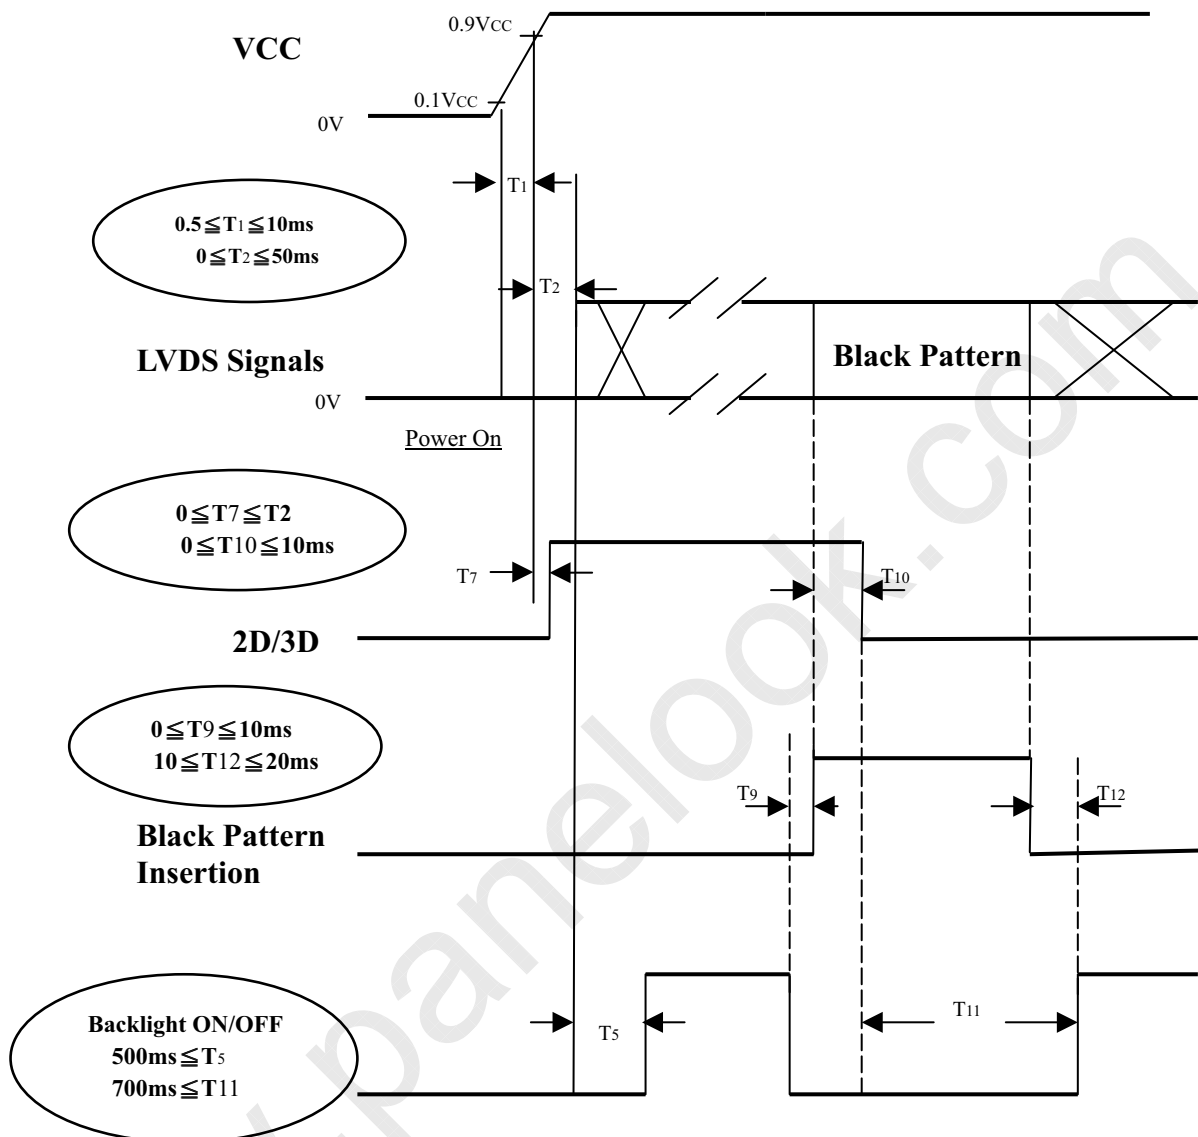 0.9VCC
VCC
0.1VCC
0V
T1
0.5≦T1≦10ms
0≦T2≦50ms
T2
LVDS Signals
Black Pattern
0V
Power On
0≦T7≦T2
0≦T10≦10ms
T7
T10
2D/3D
0≦T9≦10ms
10≦T12≦20ms
T9
T12
Black Pattern
Insertion
Backlight ON/OFF
500ms≦T5
700ms≦T11
T5
T11
panelook.com